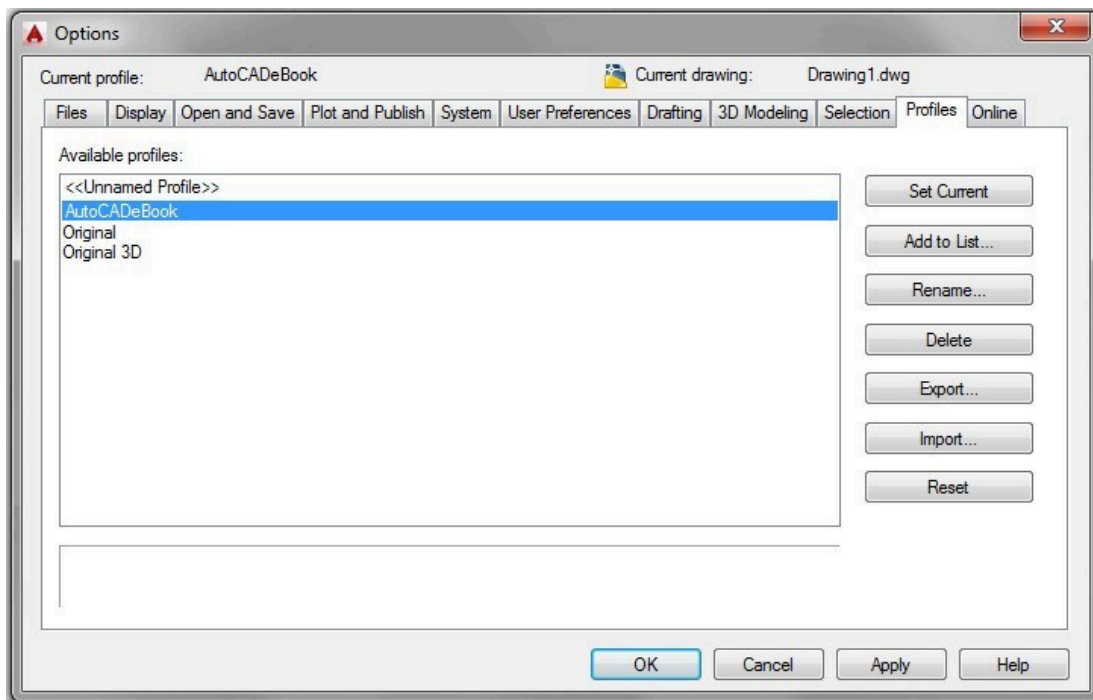 Options
Current profile: AutoCADeBook Current drawing: Drawing1.dwg
Files Display Open and Save Plot and Publish System User Preferences Drafting 3D Modeling Selection Profiles Online
Available profiles:
<<Unnamed Profile>>
AutoCADeBook
Original
Original 3D
Set Current
Add to List...
Rename...
Delete
Export...
Import...
Reset
OK Cancel Apply Help